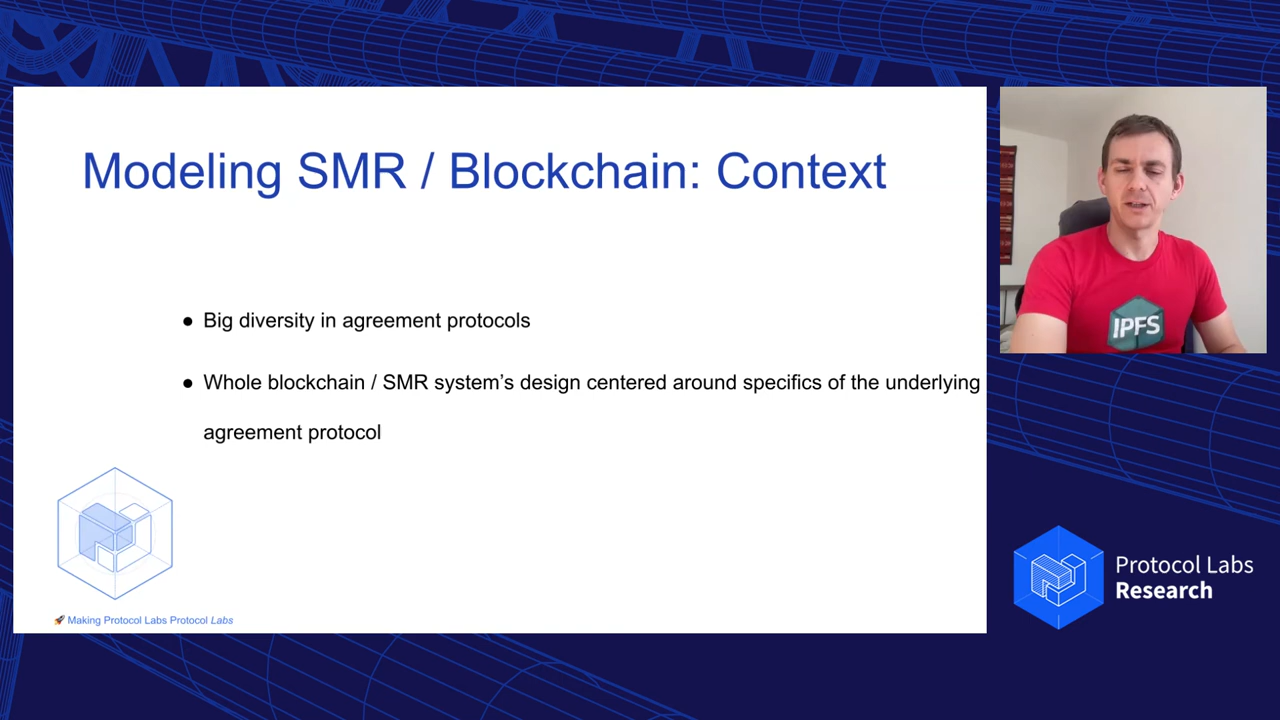 Modeling SMR / Blockchain: Context
● Big diversity in agreement protocols
● Whole blockchain / SMR system’s design centered around specifics of the underlying
agreement protocol
🚀 Making Protocol Labs Protocol Labs
IPFS
Protocol Labs
Research